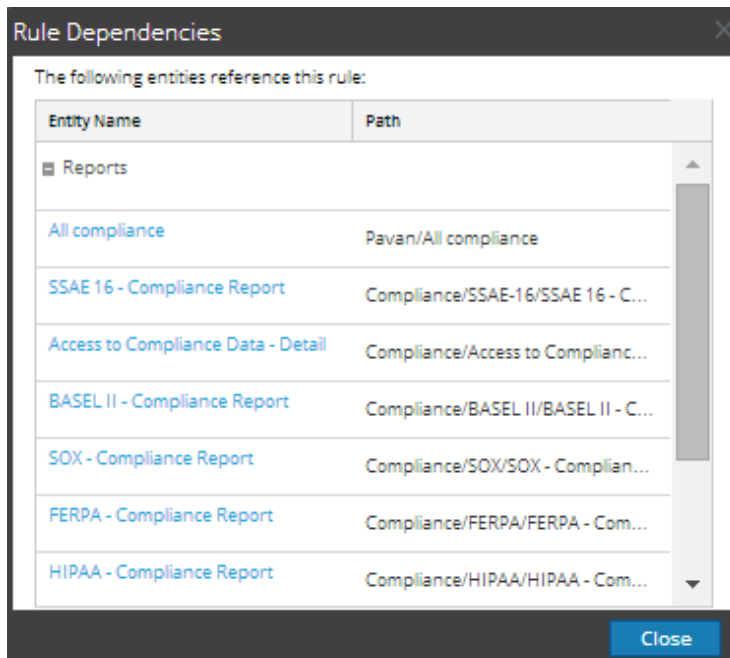 Rule Dependencies
The following entities reference this rule:
Entity Name Path
Reports
All compliance Pavan/All compliance
SSAE 16 - Compliance Report Compliance/SSAE-16/SSAE 16 - C...
Access to Compliance Data - Detail Compliance/Access to Complianc...
BASEL II - Compliance Report Compliance/BASEL II/BASEL II - C...
SOX - Compliance Report Compliance/SOX/SOX - Complian...
FERPA - Compliance Report Compliance/FERPA/FERPA - Com...
HIPAA - Compliance Report Compliance/HIPAA/HIPAA - Com...
Close